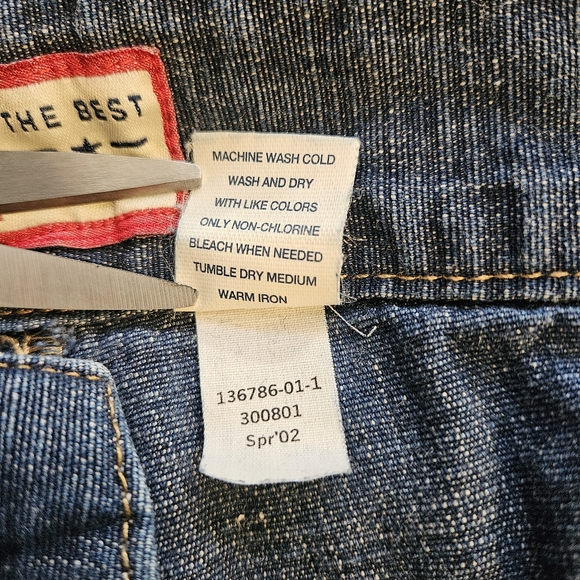 THE BEST
MACHINE WASH COLD
WASH AND DRY
WITH LIKE COLORS
ONLY NON-CHLORINE
BLEACH WHEN NEEDED
TUMBLE DRY MEDIUM
WARM IRON
136786-01-1
300801
Spr'02